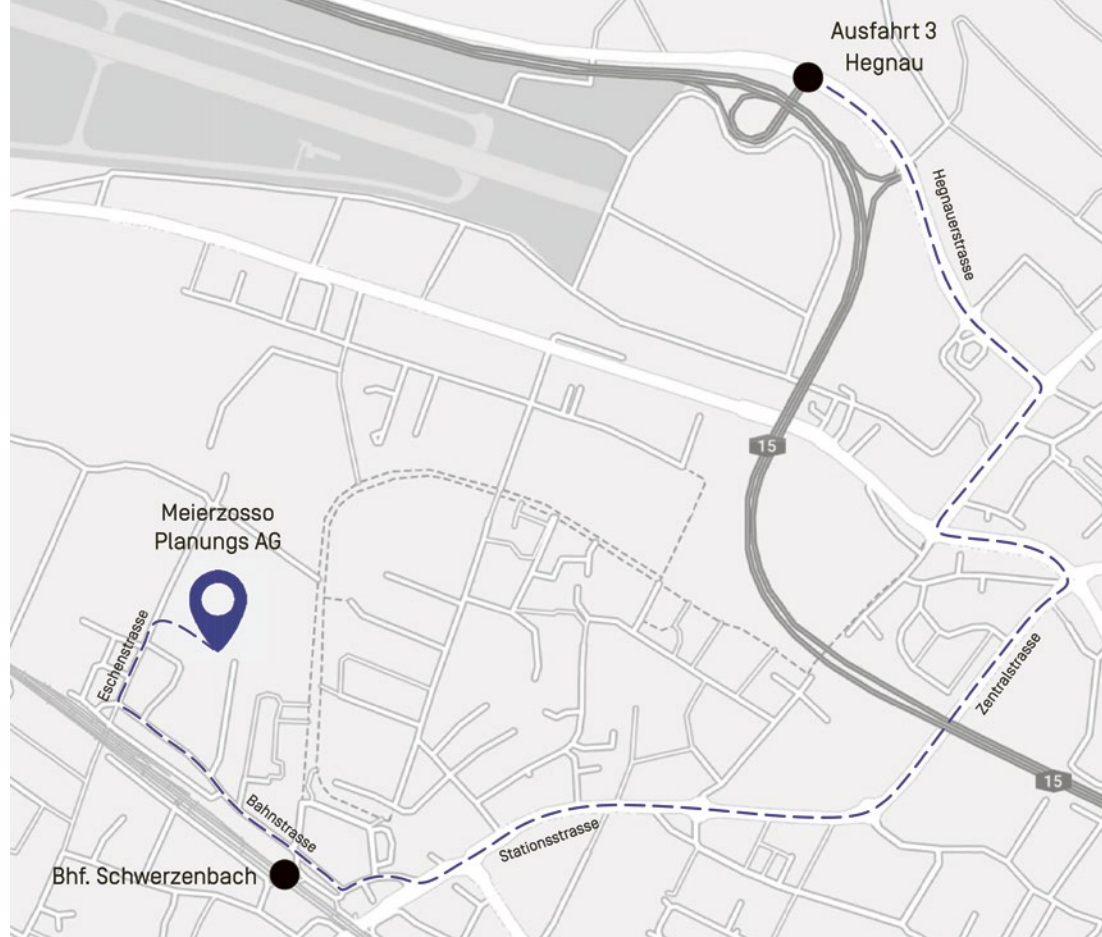 Ausfahrt 3
Hegnau
Hegnauerstrasse
15
Meierzosso
Planungs AG
Eschenstrasse
Zentralstrasse
15
Bahnstrasse
Stationsstrasse
Bhf. Schwerzenbach